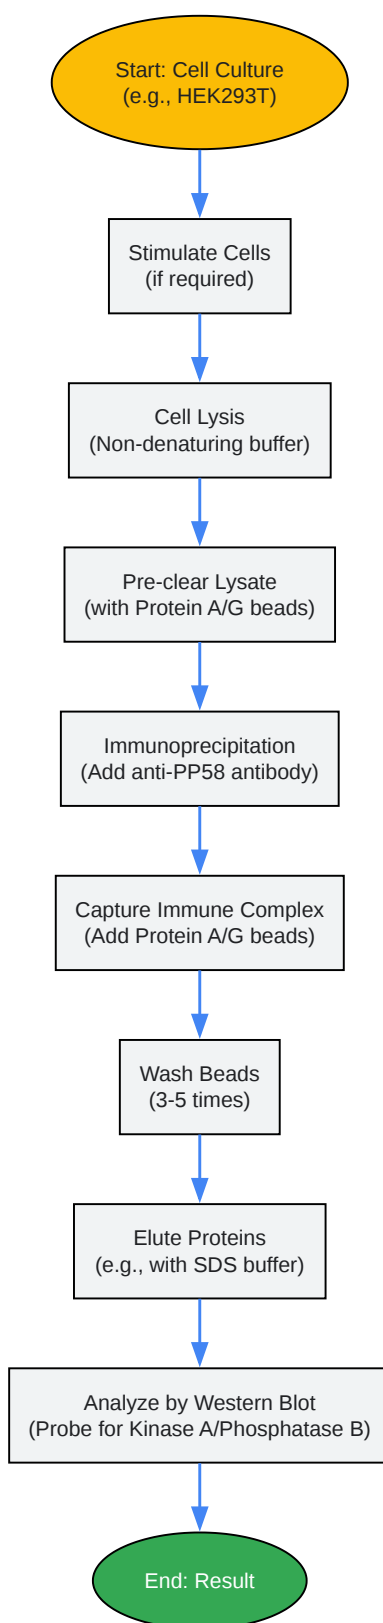 Start: Cell Culture
(e.g., HEK293T)
Stimulate Cells
(if required)
Cell Lysis
(Non-denaturing buffer)
Pre-clear Lysate
(with Protein A/G beads)
Immunoprecipitation
(Add anti-PP58 antibody)
Capture Immune Complex
(Add Protein A/G beads)
Wash Beads
(3-5 times)
Elute Proteins
(e.g., with SDS buffer)
Analyze by Western Blot
(Probe for Kinase A/Phosphatase B)
End: Result